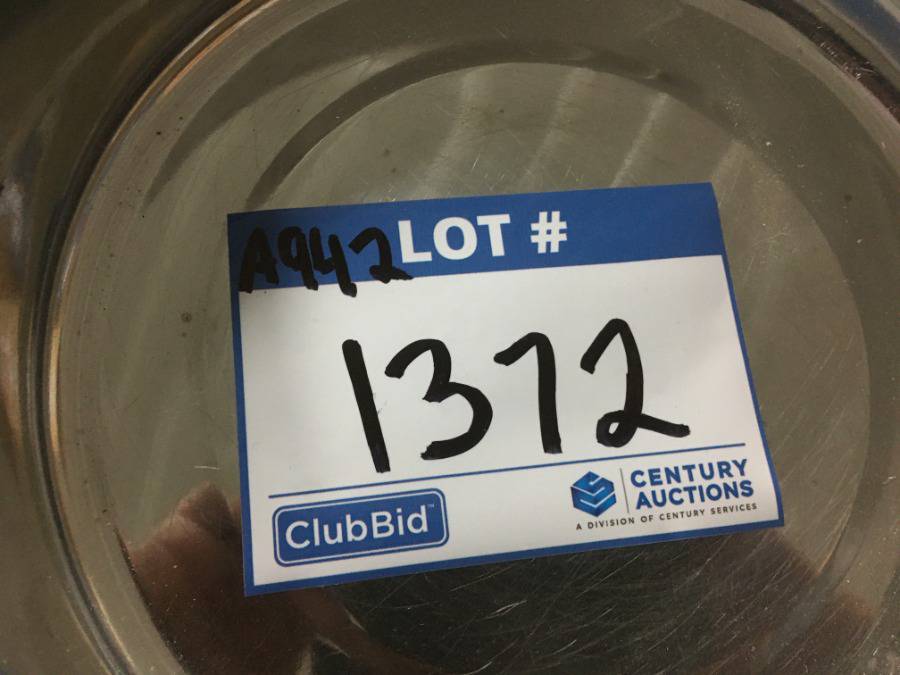 A942 LOT #
1372
ClubBid™
CENTURY
AUCTIONS
A DIVISION OF CENTURY SERVICES